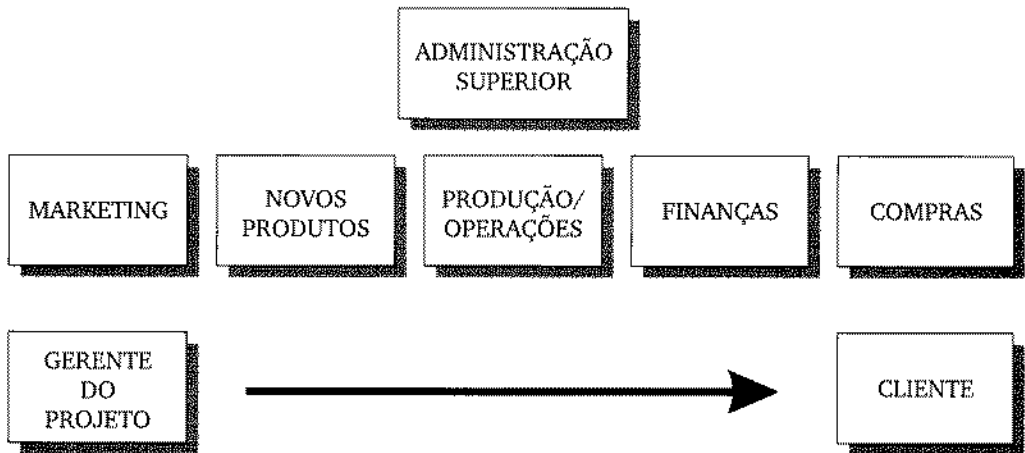 ADMINISTRAÇÃO
SUPERIOR
MARKETING
NOVOS
PRODUTOS
PRODUÇÃO/
OPERAÇÕES
FINANÇAS
COMPRAS
GERENTE
DO
PROJETO
CLIENTE